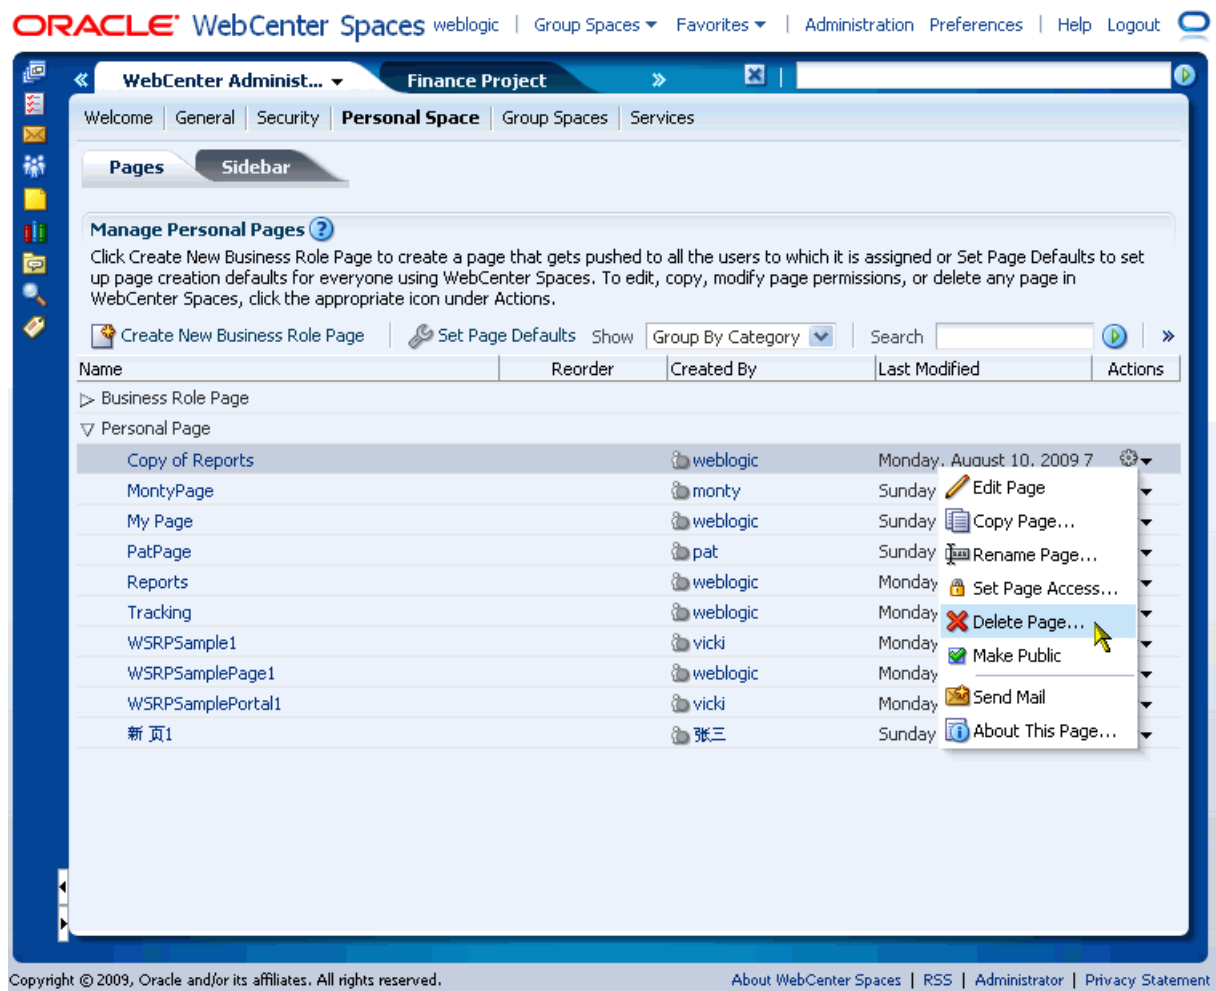 ORACLE WebCenter Spaces weblogic | Group Spaces Favorites | Administration Preferences | Help Logout
« WebCenter Administ... Finance Project »
Welcome General Security Personal Space Group Spaces Services
Pages Sidebar
Manage Personal Pages ?
Click Create New Business Role Page to create a page that gets pushed to all the users to which it is assigned or Set Page Defaults to set
up page creation defaults for everyone using WebCenter Spaces. To edit, copy, modify page permissions, or delete any page in
WebCenter Spaces, click the appropriate icon under Actions.
Create New Business Role Page Set Page Defaults Show Group By Category Search »
Name Reorder Created By Last Modified Actions
Business Role Page
Personal Page
Copy of Reports weblogic Monday, August 10, 2009 7
MontyPage monty Sunday
My Page weblogic Sunday
PatPage pat Sunday
Reports weblogic Monday
Tracking weblogic Monday
WSRPSample1 vicki Monday
WSRPSamplePage1 weblogic Monday
WSRPSamplePortal1 vicki Monday
新 页1 张三 Sunday
Edit Page
Copy Page...
Rename Page...
Set Page Access...
Delete Page...
Make Public
Send Mail
About This Page...
Copyright © 2009, Oracle and/or its affiliates. All rights reserved. About WebCenter Spaces | RSS | Administrator | Privacy Statement